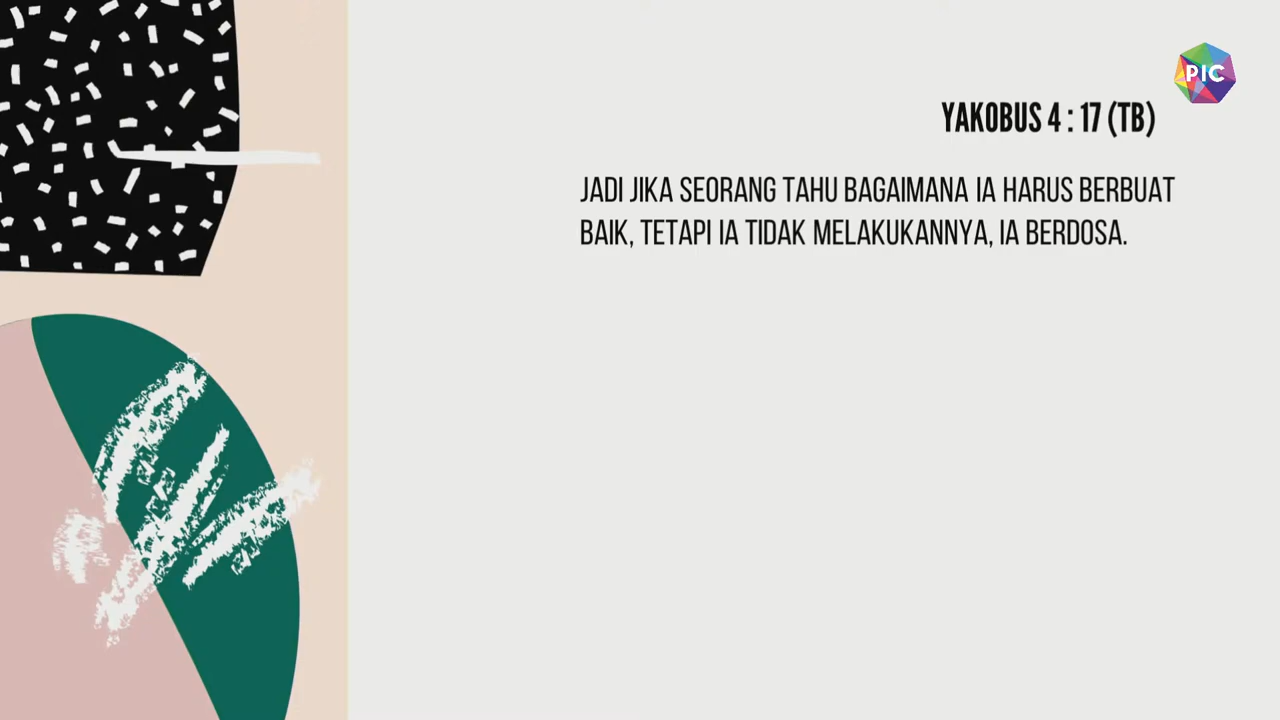 PIC
YAKOBUS 4 : 17 (TB)
JADI JIKA SEORANG TAHU BAGAIMANA IA HARUS BERBUAT
BAIK, TETAPI IA TIDAK MELAKUKANNYA, IA BERDOSA.